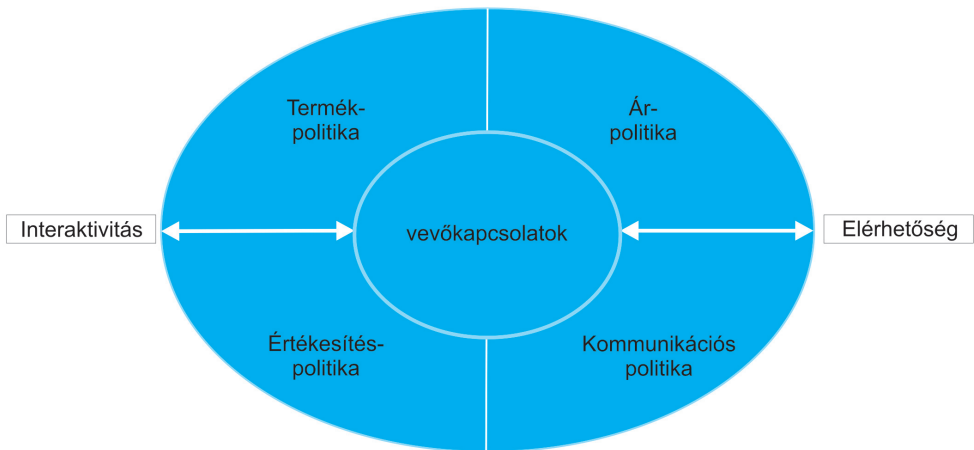 Termék-
politika
Ár-
politika
Interaktivitás
vevőkapcsolatok
Elérhetőség
Értékesítés-
politika
Kommunikációs
politika